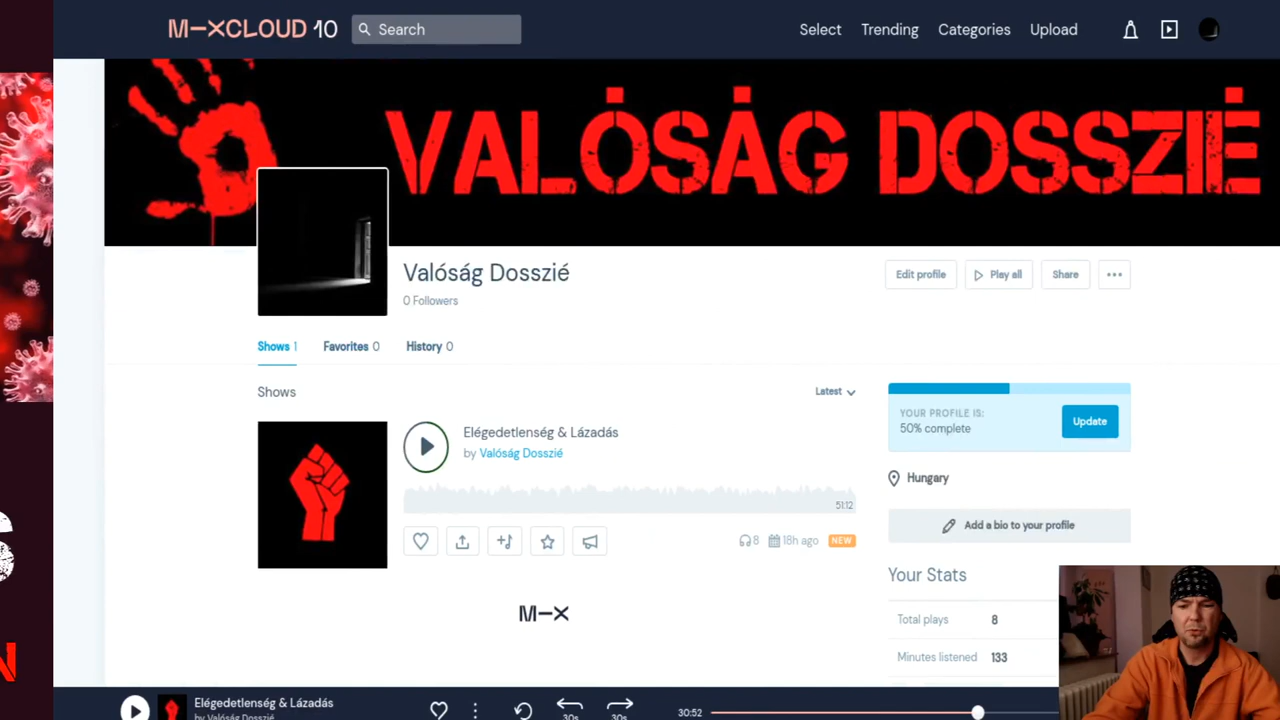 M-XCLOUD 10
Search
Select
Trending
Categories
Upload
VALÓSÁG DOSSZIÉ
Valóság Dosszié
0 Followers
Edit profile
Play all
Share
Shows 1
Favorites 0
History 0
Shows
Latest
Elégedetlenség & Lázadás
by Valóság Dosszié
51:12
8
18h ago
NEW
YOUR PROFILE IS:
50% complete
Update
Hungary
Add a bio to your profile
Your Stats
Total plays 8
Minutes listened 133
M-X
S
N
Elégedetlenség & Lázadás
by Valóság Dosszié
30s
30s
30:52